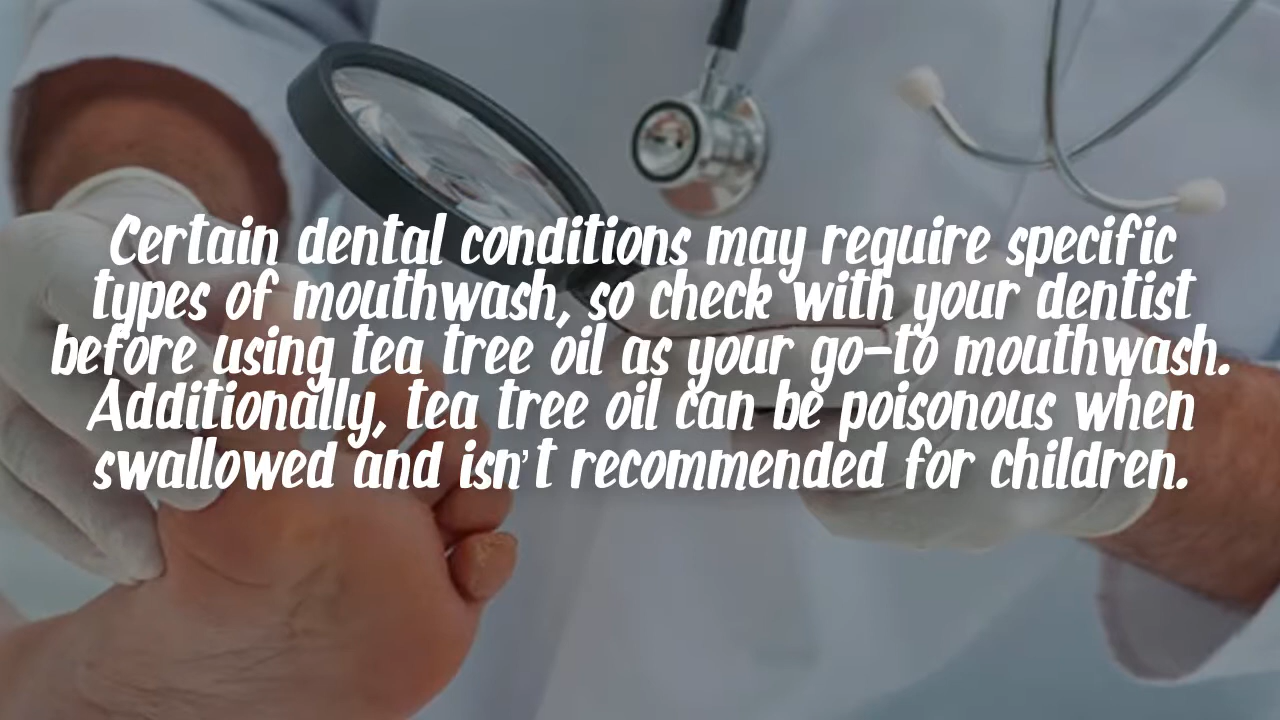 Certain dental conditions may require specific
types of mouthwash, so check with your dentist
before using tea tree oil as your go-to mouthwash.
Additionally, tea tree oil can be poisonous when
swallowed and isn't recommended for children.